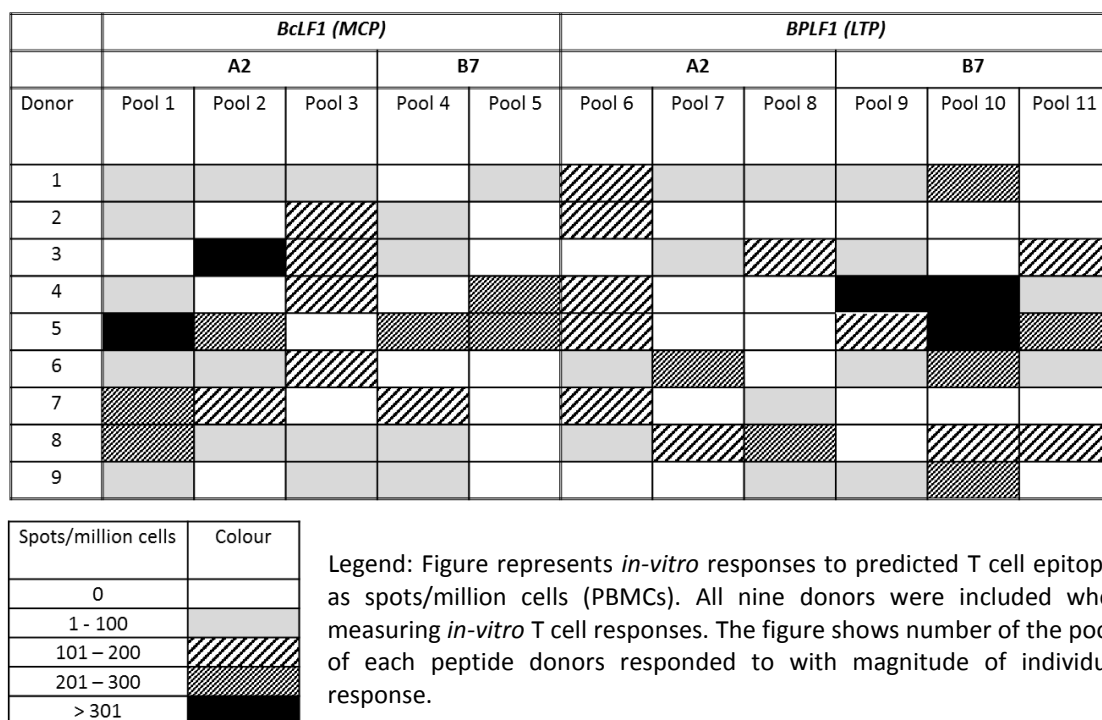 BcLF1 (MCP) BPLF1 (LTP)
A2 B7 A2 B7
Donor Pool 1 Pool 2 Pool 3 Pool 4 Pool 5 Pool 6 Pool 7 Pool 8 Pool 9 Pool 10 Pool 11
1
2
3
4
5
6
7
8
9
Spots/million cells Colour
0
1 - 100
101 – 200
201 – 300
> 301
Legend: Figure represents in-vitro responses to predicted T cell epitop
as spots/million cells (PBMCs). All nine donors were included whe
measuring in-vitro T cell responses. The figure shows number of the poo
of each peptide donors responded to with magnitude of individu
response.